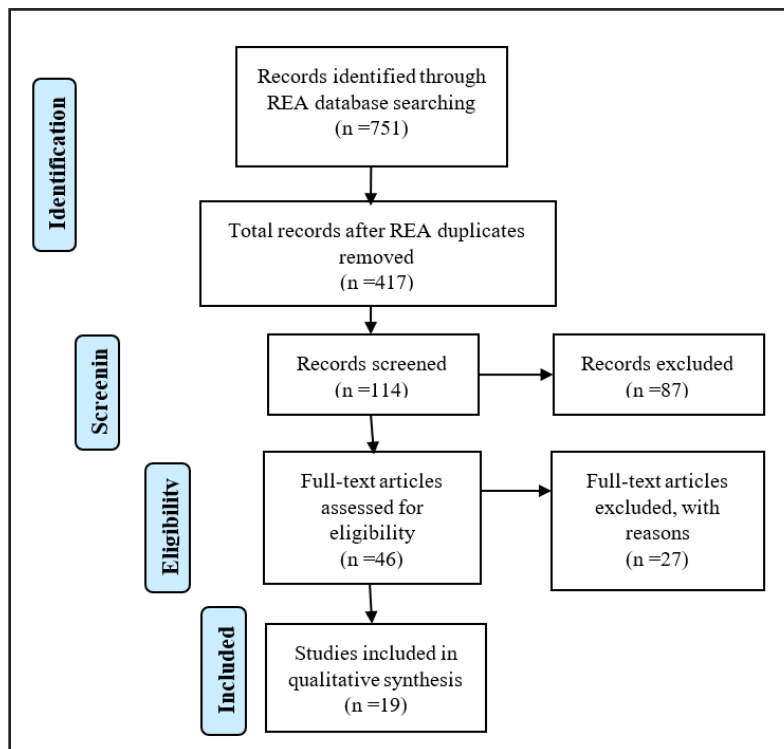 Identification
Records identified through
REA database searching
(n =751)
Total records after REA duplicates
removed
(n =417)
Screenin
Records screened
(n =114)
Records excluded
(n =87)
Eligibility
Full-text articles
assessed for
eligibility
(n =46)
Full-text articles
excluded, with
reasons
(n =27)
Included
Studies included in
qualitative synthesis
(n =19)